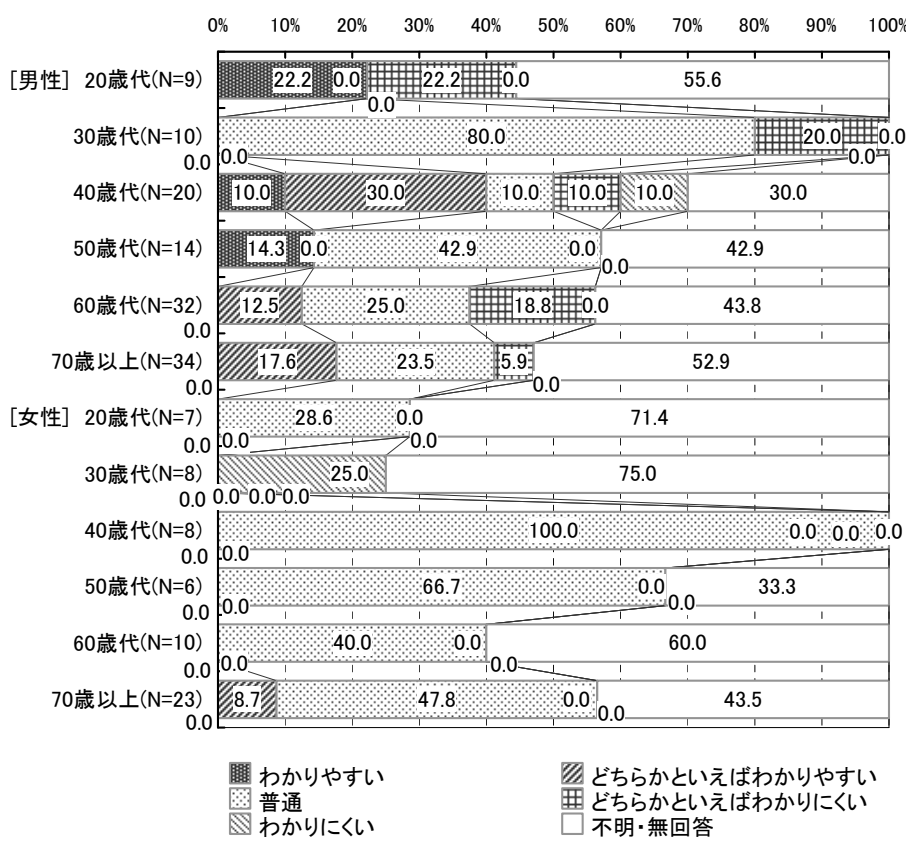 0% 10% 20% 30% 40% 50% 60% 70% 80% 90% 100%
[男性] 20歳代(N=9) 22.2 0.0 22.2 0.0 55.6
0.0
30歳代(N=10) 80.0 20.0 0.0
0.0 0.0 0.0
40歳代(N=20) 10.0 30.0 10.0 10.0 10.0 30.0
50歳代(N=14) 14.3 0.0 42.9 0.0 42.9
0.0
60歳代(N=32) 12.5 25.0 18.8 0.0 43.8
0.0
70歳以上(N=34) 17.6 23.5 5.9 52.9
0.0 0.0
[女性] 20歳代(N=7) 28.6 0.0 71.4
0.0 0.0 0.0
30歳代(N=8) 25.0 75.0
0.0 0.0 0.0 0.0
40歳代(N=8) 100.0 0.0 0.0 0.0
0.0 0.0
50歳代(N=6) 66.7 0.0 33.3
0.0 0.0 0.0
60歳代(N=10) 40.0 0.0 60.0
0.0 0.0 0.0
70歳以上(N=23) 8.7 47.8 0.0 43.5
0.0 0.0
わかりやすい どちらかといえばわかりやすい
普通 どちらかといえばわかりにくい
わかりにくい 不明・無回答